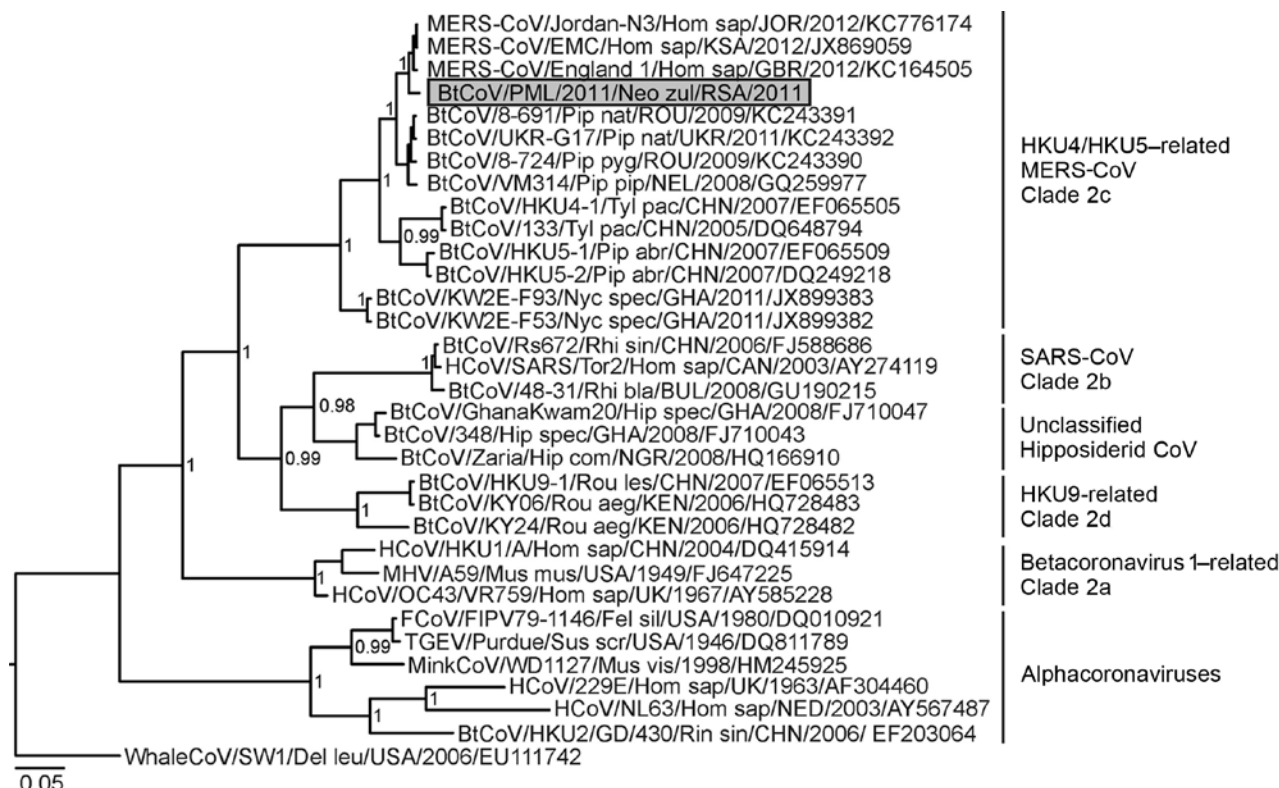 MERS-CoV/Jordan-N3/Hom sap/JOR/2012/KC776174
MERS-CoV/EMC/Hom sap/KSA/2012/JX869059
MERS-CoV/England 1/Hom sap/GBR/2012/KC164505
BtCoV/PML/2011/Neo zul/RSA/2011
BtCoV/8-691/Pip nat/ROU/2009/KC243391
BtCoV/UKR-G17/Pip nat/UKR/2011/KC243392
BtCoV/8-724/Pip pyg/ROU/2009/KC243390
BtCoV/VM314/Pip pip/NEL/2008/GQ259977
BtCoV/HKU4-1/Tyl pac/CHN/2007/EF065505
BtCoV/133/Tyl pac/CHN/2005/DQ648794
BtCoV/HKU5-1/Pip abr/CHN/2007/EF065509
BtCoV/HKU5-2/Pip abr/CHN/2007/DQ249218
BtCoV/KW2E-F93/Nyc spec/GHA/2011/JX899383
BtCoV/KW2E-F53/Nyc spec/GHA/2011/JX899382
BtCoV/Rs672/Rhi sin/CHN/2006/FJ588686
HCoV/SARS/Tor2/Hom sap/CAN/2003/AY274119
BtCoV/48-31/Rhi bla/BUL/2008/GU190215
BtCoV/GhanaKwam20/Hip spec/GHA/2008/FJ710047
BtCoV/348/Hip spec/GHA/2008/FJ710043
BtCoV/Zaria/Hip com/NGR/2008/HQ166910
BtCoV/HKU9-1/Rou les/CHN/2007/EF065513
BtCoV/KY06/Rou aeg/KEN/2006/HQ728483
BtCoV/KY24/Rou aeg/KEN/2006/HQ728482
HCoV/HKU1/A/Hom sap/CHN/2004/DQ415914
MHV/A59/Mus mus/USA/1949/FJ647225
HCoV/OC43/VR759/Hom sap/UK/1967/AY585228
FCoV/FIPV79-1146/Fel sil/USA/1980/DQ010921
TGEV/Purdue/Sus scr/USA/1946/DQ811789
MinkCoV/WD1127/Mus vis/1998/HM245925
HCoV/229E/Hom sap/UK/1963/AF304460
HCoV/NL63/Hom sap/NED/2003/AY567487
BtCoV/HKU2/GD/430/Rin sin/CHN/2006/ EF203064
WhaleCoV/SW1/Del leu/USA/2006/EU111742
1
1
1
0.99
1
1
1
1
0.98
0.99
1
1
1
0.99
1
1
1
0.05
HKU4/HKU5–related
MERS-CoV
Clade 2c
SARS-CoV
Clade 2b
Unclassified
Hipposiderid CoV
HKU9-related
Clade 2d
Betacoronavirus 1–related
Clade 2a
Alphacoronaviruses